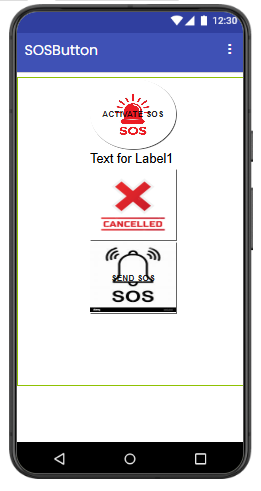 12:30
SOSButton
ACTIVATE SOS
SOS
Text for Label1
CANCELLED
SEND SOS
SOS